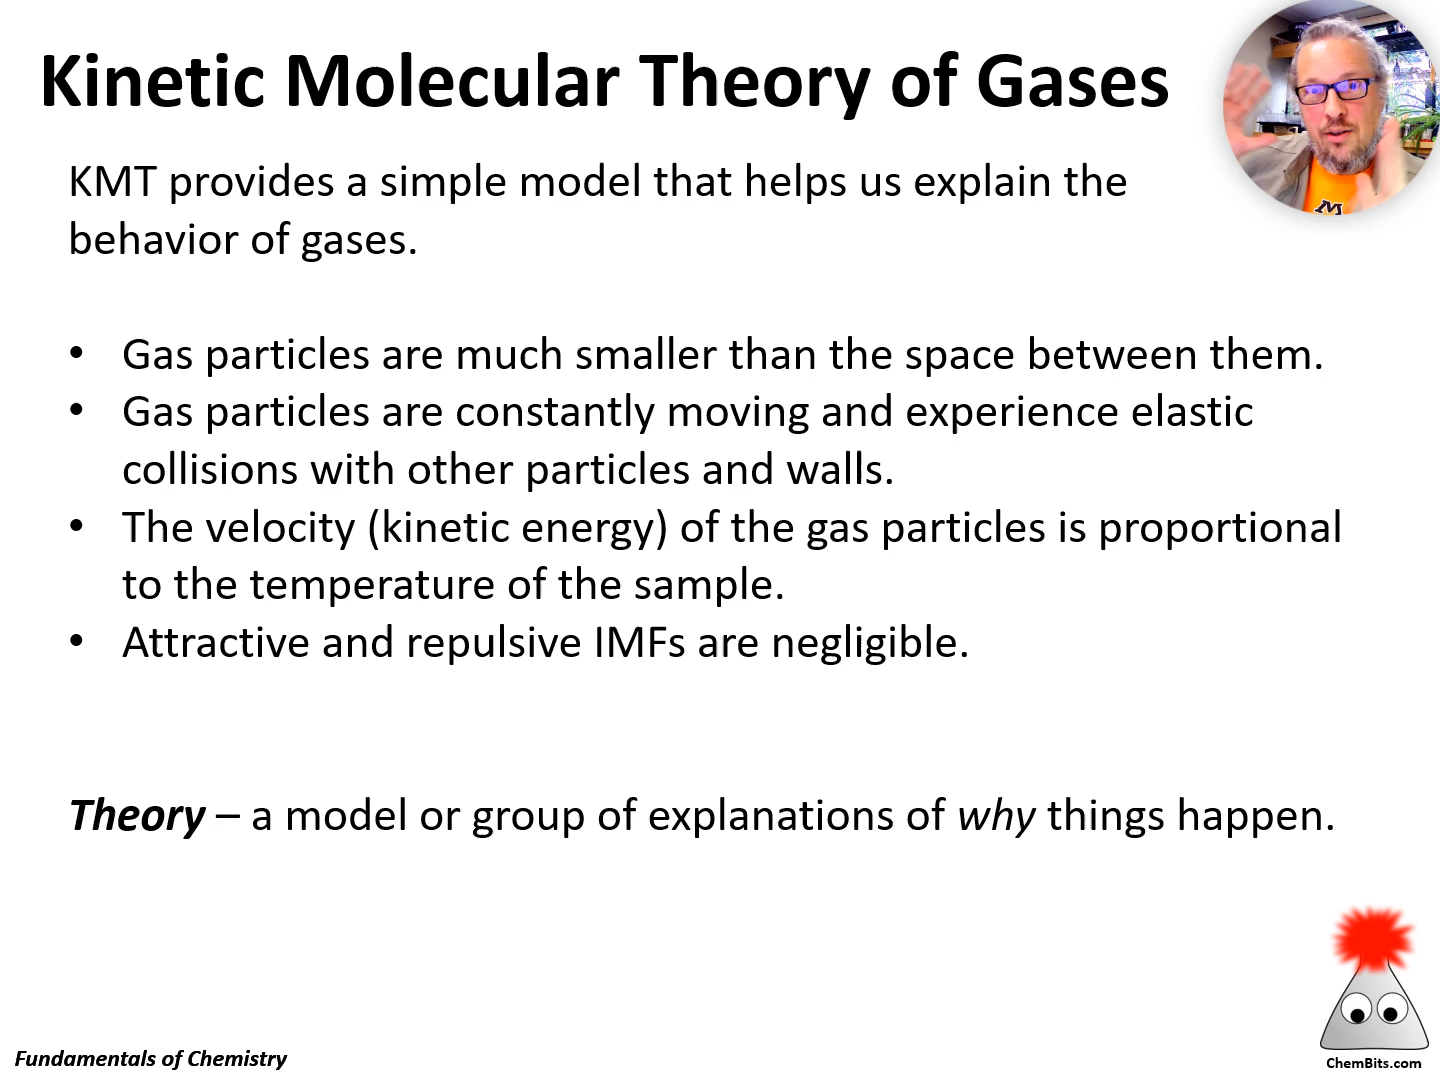 Kinetic Molecular Theory of Gases
KMT provides a simple model that helps us explain the
behavior of gases.
• Gas particles are much smaller than the space between them.
• Gas particles are constantly moving and experience elastic
collisions with other particles and walls.
• The velocity (kinetic energy) of the gas particles is proportional
to the temperature of the sample.
• Attractive and repulsive IMFs are negligible.
Theory – a model or group of explanations of why things happen.
Fundamentals of Chemistry
ChemBits.com
M